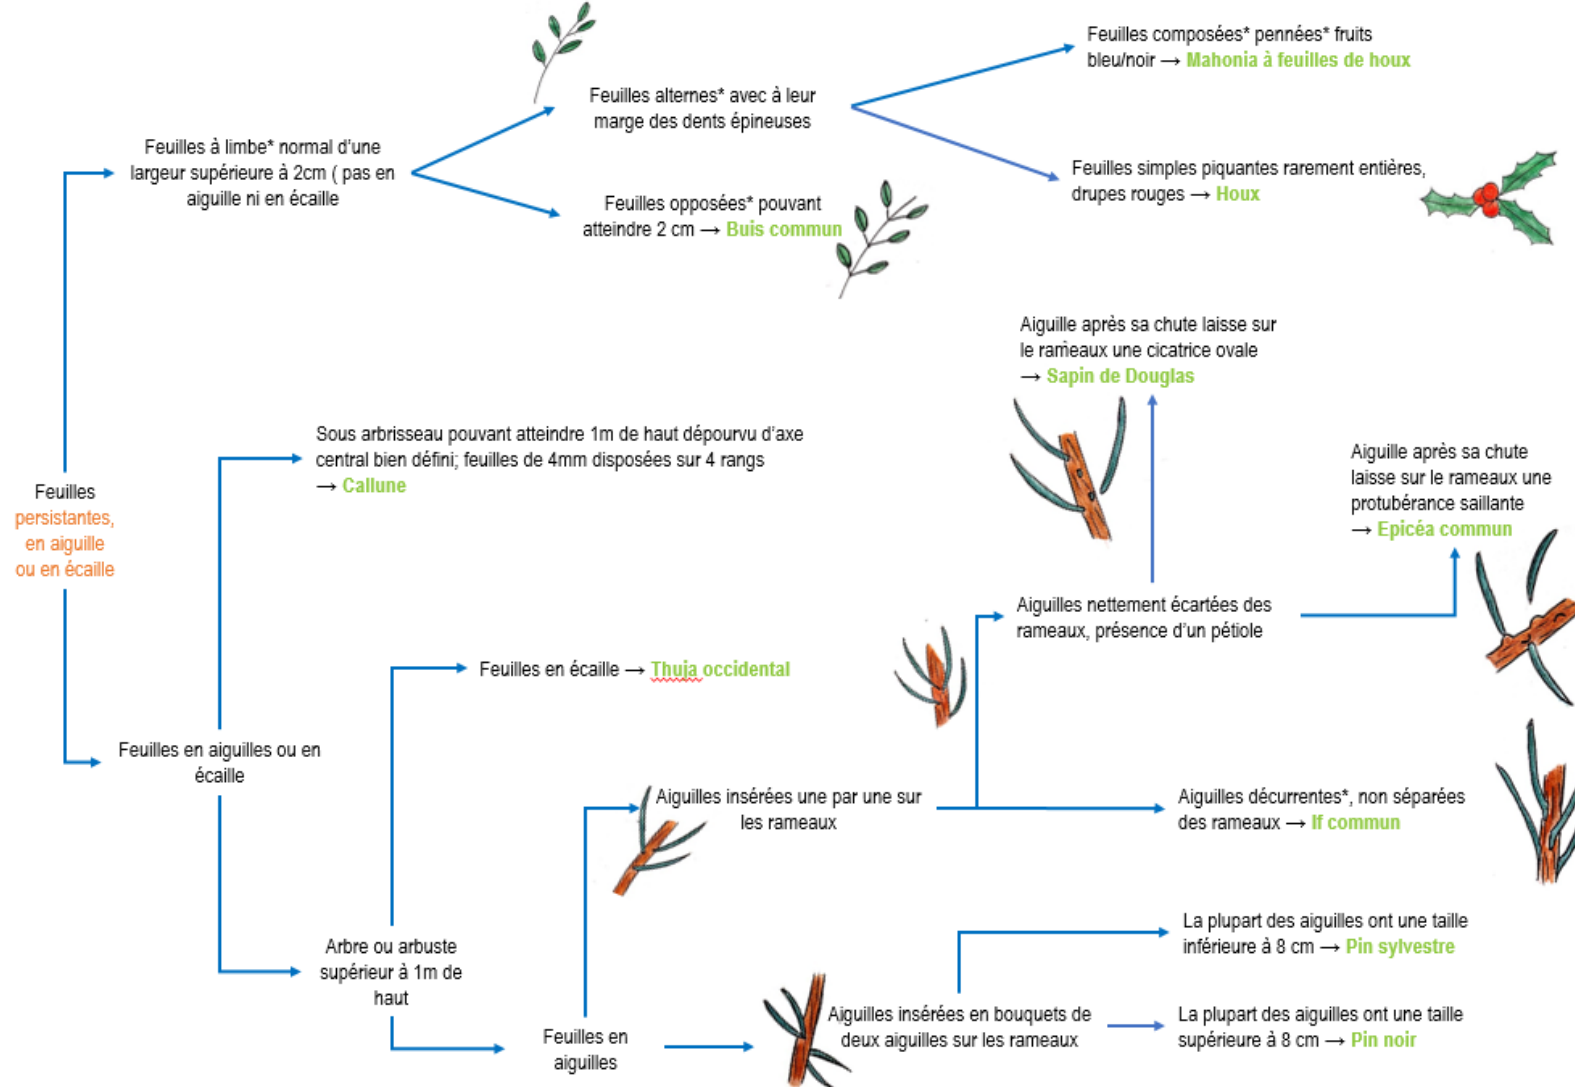 Feuilles composées* pennées* fruits
bleu/noir → Mahonia à feuilles de houx
Feuilles alternes* avec à leur
marge des dents épineuses
Feuilles à limbe* normal d'une
largeur supérieure à 2cm ( pas en
aiguille ni en écaille
Feuilles simples piquantes rarement entières,
drupes rouges → Houx
Feuilles opposées* pouvant
atteindre 2 cm → Buis commun
Aiguille après sa chute laisse sur
le rameaux une cicatrice ovale
→ Sapin de Douglas
Sous arbrisseau pouvant atteindre 1m de haut dépourvu d'axe
central bien défini; feuilles de 4mm disposées sur 4 rangs
→ Callune
Aiguille après sa chute
laisse sur le rameaux une
protubérance saillante
→ Epicéa commun
Feuilles
persistantes,
en aiguille
ou en écaille
Aiguilles nettement écartées des
rameaux, présence d'un pétiole
Feuilles en écaille → Thuja occidental
Feuilles en aiguilles ou en
écaille
Aiguilles insérées une par une sur
les rameaux
Aiguilles décurrentes*, non séparées
des rameaux → If commun
Arbre ou arbuste
supérieur à 1m de
haut
La plupart des aiguilles ont une taille
inférieure à 8 cm → Pin sylvestre
Feuilles en
aiguilles
Aiguilles insérées en bouquets de
deux aiguilles sur les rameaux
La plupart des aiguilles ont une taille
supérieure à 8 cm → Pin noir